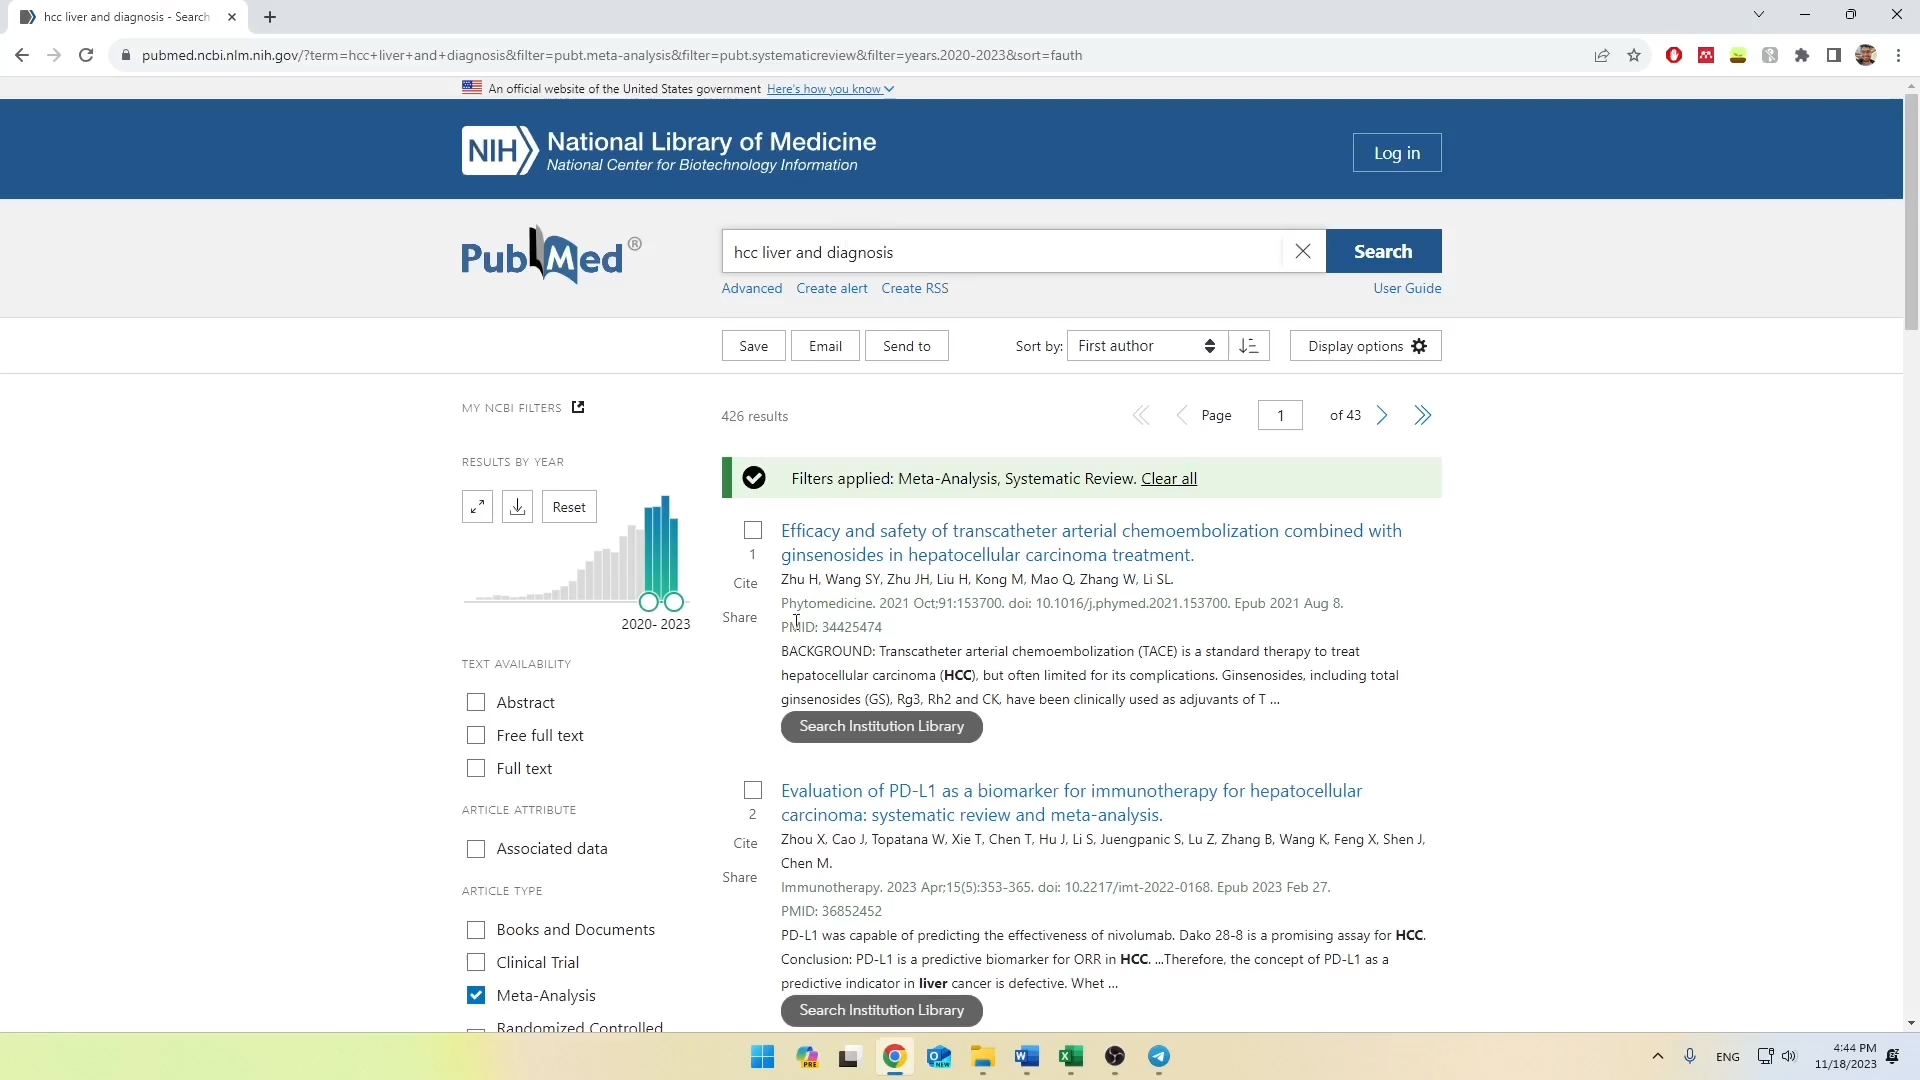 hcc liver and diagnosis - Search
pubmed.ncbi.nlm.nih.gov/?term=hcc+liver+and+diagnosis&filter=pubt.meta-analysis&filter=pubt.systematicreview&filter=years.2020-2023&sort=fauth
An official website of the United States government Here's how you know
NIH National Library of Medicine
National Center for Biotechnology Information
Log in
PubMed®
hcc liver and diagnosis
Search
Advanced Create alert Create RSS
User Guide
Save Email Send to
Sort by: First author
Display options
MY NCBI FILTERS
426 results
Page 1 of 43
RESULTS BY YEAR
Reset
2020- 2023
Filters applied: Meta-Analysis, Systematic Review. Clear all
TEXT AVAILABILITY
Abstract
Free full text
Full text
ARTICLE ATTRIBUTE
Associated data
ARTICLE TYPE
Books and Documents
Clinical Trial
Meta-Analysis
Randomized Controlled
1
Cite
Share
Efficacy and safety of transcatheter arterial chemoembolization combined with
ginsenosides in hepatocellular carcinoma treatment.
Zhu H, Wang SY, Zhu JH, Liu H, Kong M, Mao Q, Zhang W, Li SL.
Phytomedicine. 2021 Oct;91:153700. doi: 10.1016/j.phymed.2021.153700. Epub 2021 Aug 8.
PMID: 34425474
BACKGROUND: Transcatheter arterial chemoembolization (TACE) is a standard therapy to treat
hepatocellular carcinoma (HCC), but often limited for its complications. Ginsenosides, including total
ginsenosides (GS), Rg3, Rh2 and CK, have been clinically used as adjuvants of T ...
Search Institution Library
2
Cite
Share
Evaluation of PD-L1 as a biomarker for immunotherapy for hepatocellular
carcinoma: systematic review and meta-analysis.
Zhou X, Cao J, Topatana W, Xie T, Chen T, Hu J, Li S, Juengpanic S, Lu Z, Zhang B, Wang K, Feng X, Shen J,
Chen M.
Immunotherapy. 2023 Apr;15(5):353-365. doi: 10.2217/imt-2022-0168. Epub 2023 Feb 27.
PMID: 36852452
PD-L1 was capable of predicting the effectiveness of nivolumab. Dako 28-8 is a promising assay for HCC.
Conclusion: PD-L1 is a predictive biomarker for ORR in HCC. ...Therefore, the concept of PD-L1 as a
predictive indicator in liver cancer is defective. Whet ...
Search Institution Library
PRE
NEW
ENG
4:44 PM
11/18/2023